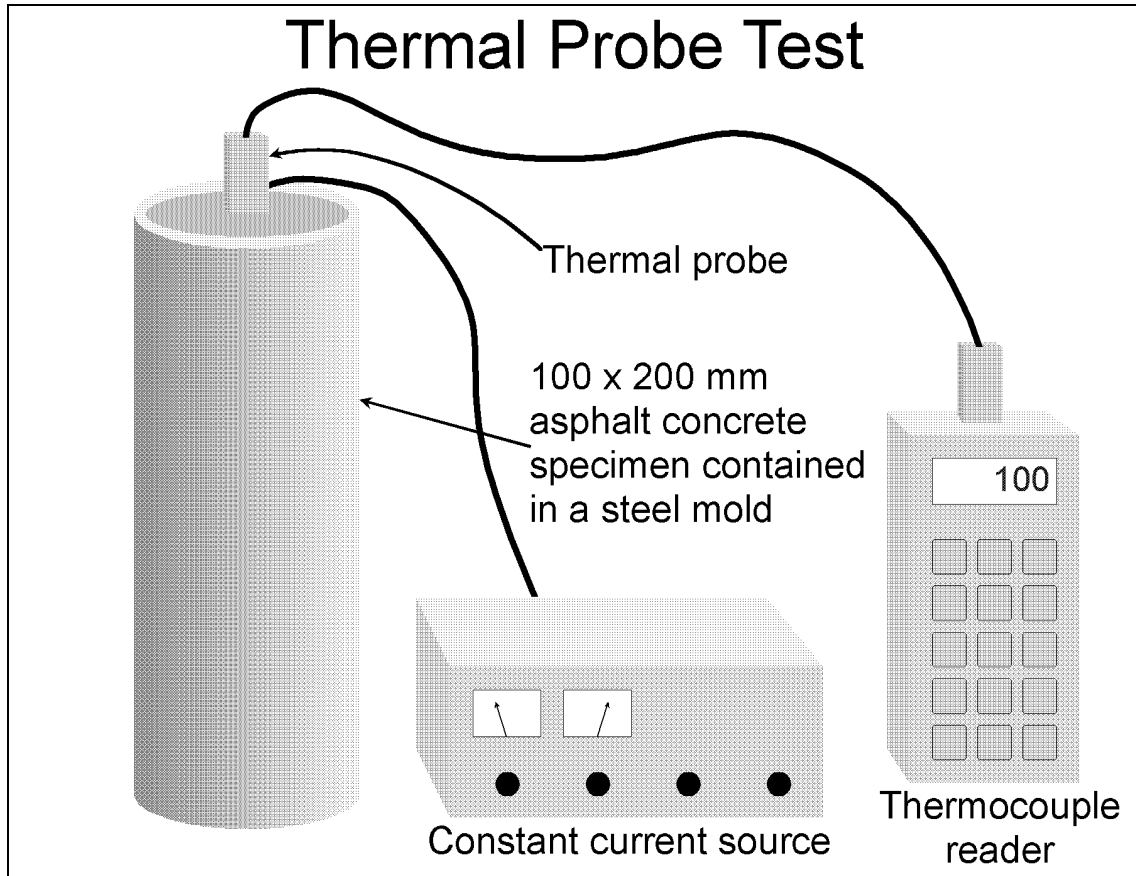 Thermal Probe Test
Thermal probe
100 x 200 mm
asphalt concrete
specimen contained
in a steel mold
100
Constant current source
Thermocouple
reader